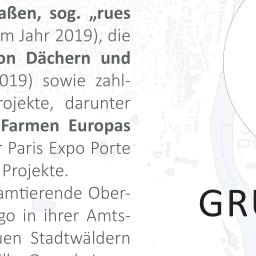 aßen, sog. „rues
m Jahr 2019), die
on Dächern und
019) sowie zahl-
rojekte, darunter
Farmen Europas
r Paris Expo Porte
Projekte.
amtierende Ober-
go in ihrer Amts-
uen Stadtwäldern
GRU